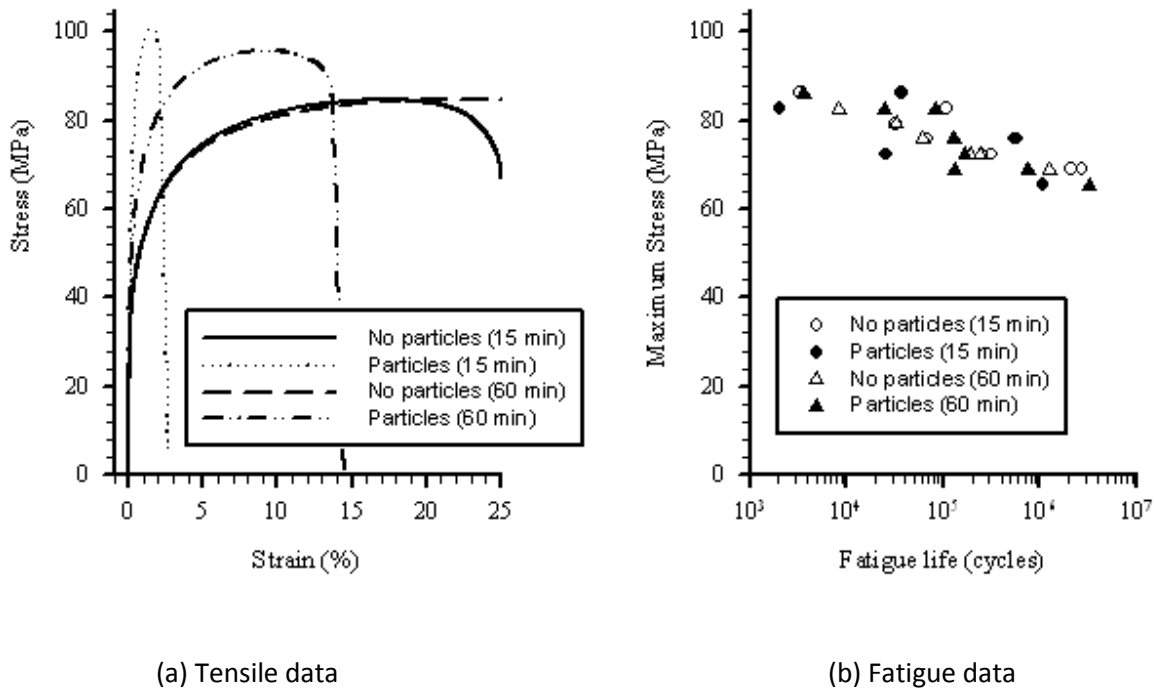 100
80
60
40
20
0
Stress (MPa)
0 5 10 15 20 25
Strain (%)
No particles (15 min)
Particles (15 min)
No particles (60 min)
Particles (60 min)
(a) Tensile data
100
80
60
40
20
0
Maximum Stress (MPa)
10³ 10⁴ 10⁵ 10⁶ 10⁷
Fatigue life (cycles)
No particles (15 min)
Particles (15 min)
No particles (60 min)
Particles (60 min)
(b) Fatigue data